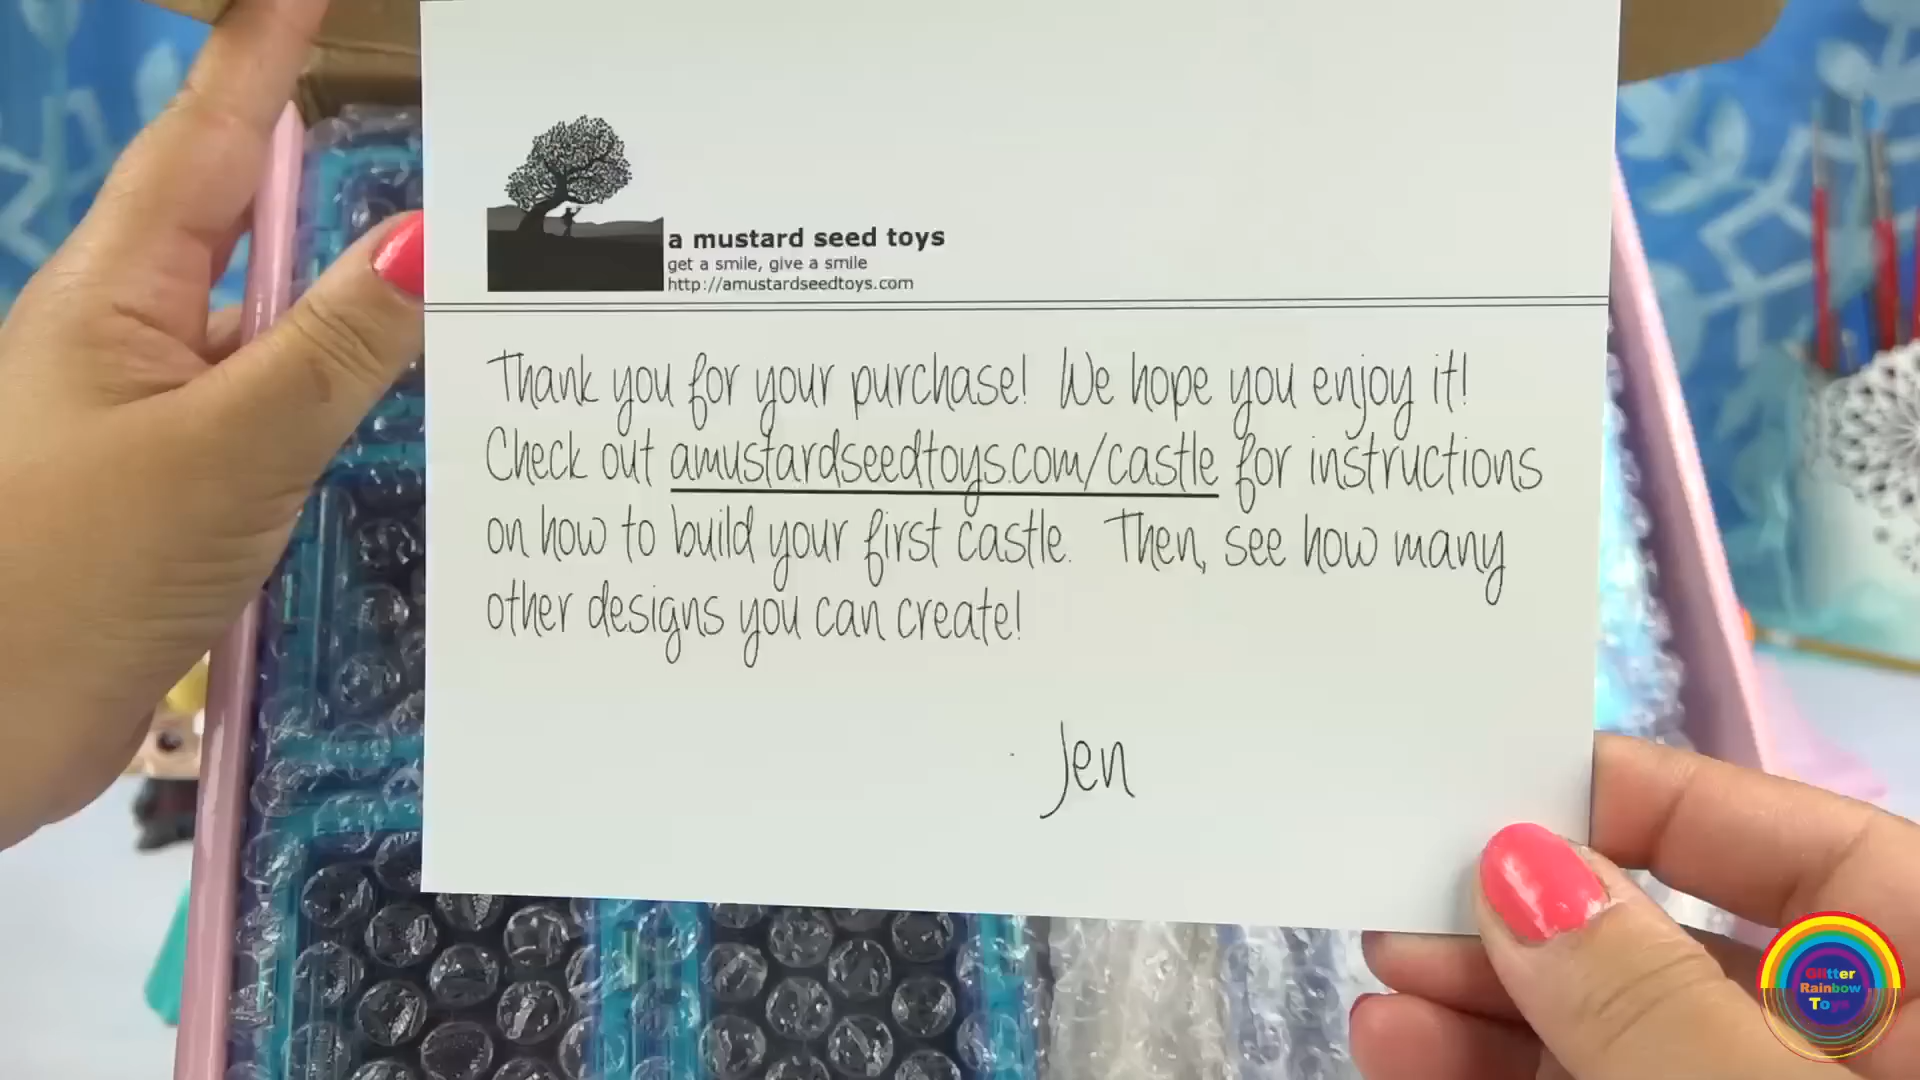 a mustard seed toys
get a smile, give a smile
http://amustardseedtoys.com
Thank you for your purchase! We hope you enjoy it!
Check out amustardseedtoys.com/castle for instructions
on how to build your first castle. Then, see how many
other designs you can create!
Jen
Glitter
Rainbow
Toys